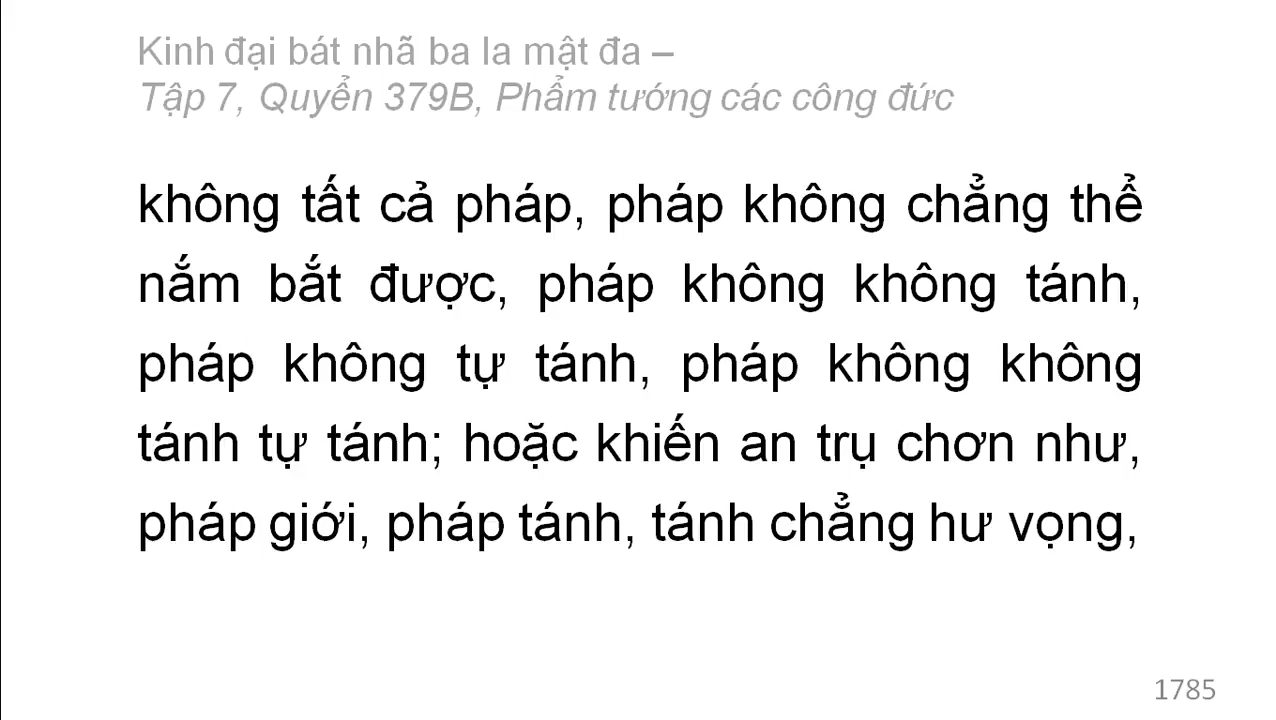 Kinh đại bát nhã ba la mật đa –
Tập 7, Quyển 379B, Phẩm tướng các công đức
không tất cả pháp, pháp không chẳng thể
nắm bắt được, pháp không không tánh,
pháp không tự tánh, pháp không không
tánh tự tánh; hoặc khiến an trụ chơn như,
pháp giới, pháp tánh, tánh chẳng hư vọng,
1785